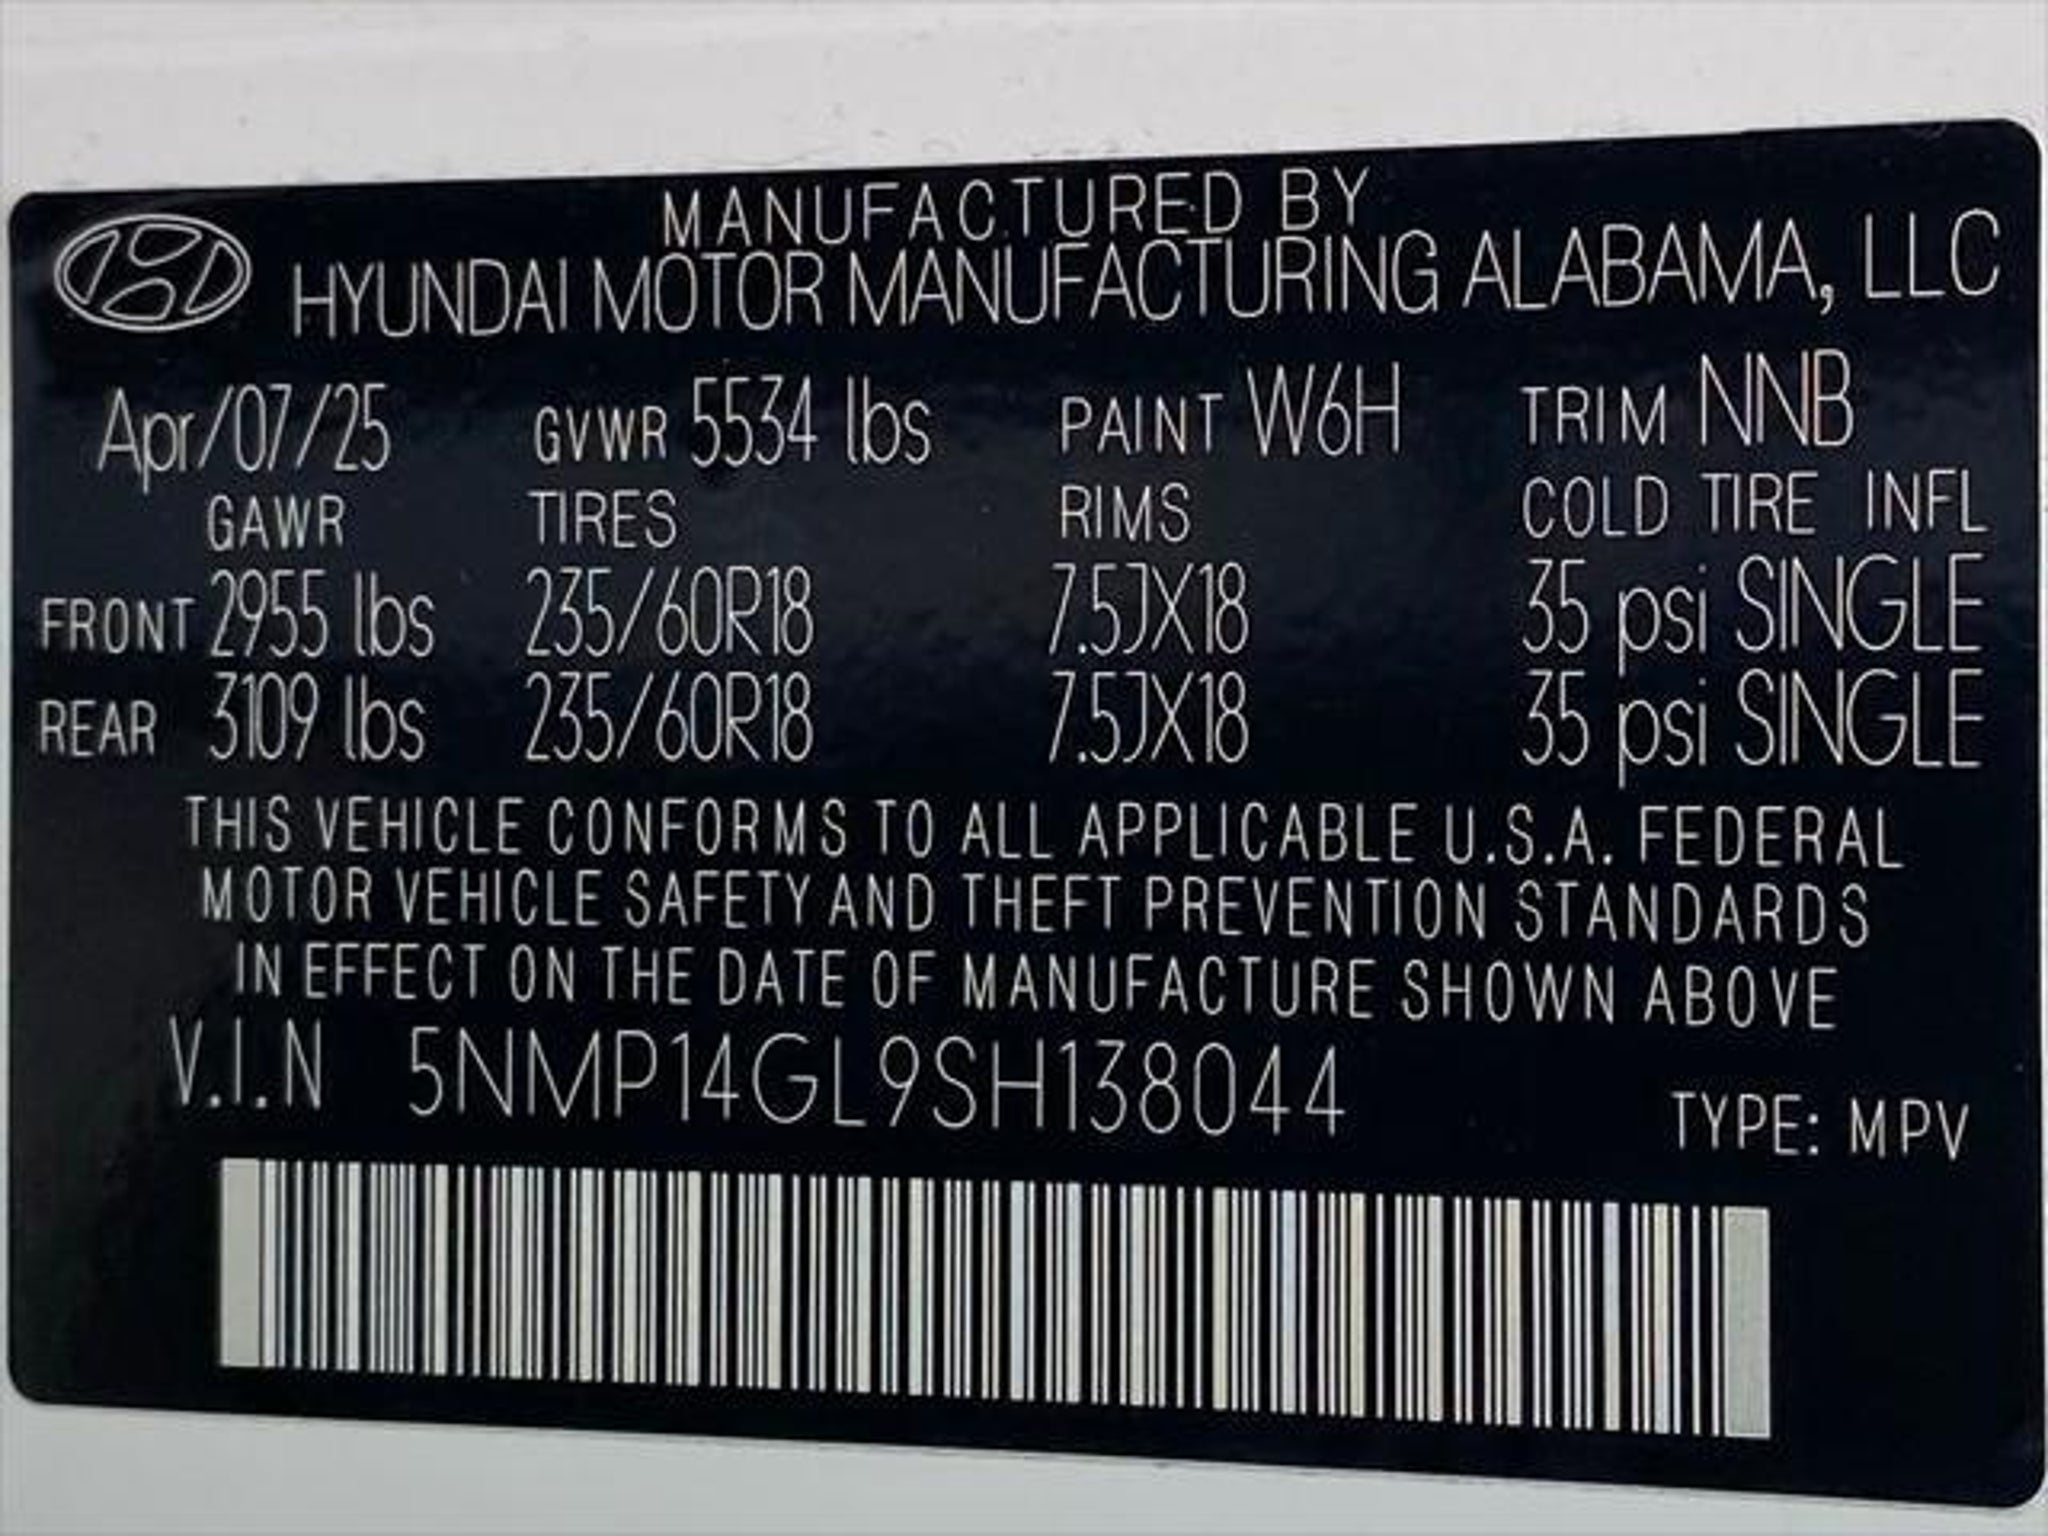 MANUFACTURED BY
HYUNDAI MOTOR MANUFACTURING ALABAMA, LLC
Apr/07/25 GVWR 5534 lbs PAINT W6H TRIM NNB
GAWR TIRES RIMS COLD TIRE INFL
FRONT 2955 lbs 235/60R18 7.5JX18 35 psi SINGLE
REAR 3109 lbs 235/60R18 7.5JX18 35 psi SINGLE
THIS VEHICLE CONFORMS TO ALL APPLICABLE U.S.A. FEDERAL
MOTOR VEHICLE SAFETY AND THEFT PREVENTION STANDARDS
IN EFFECT ON THE DATE OF MANUFACTURE SHOWN ABOVE
V.I.N 5NMP14GL9SH138044
TYPE: MPV